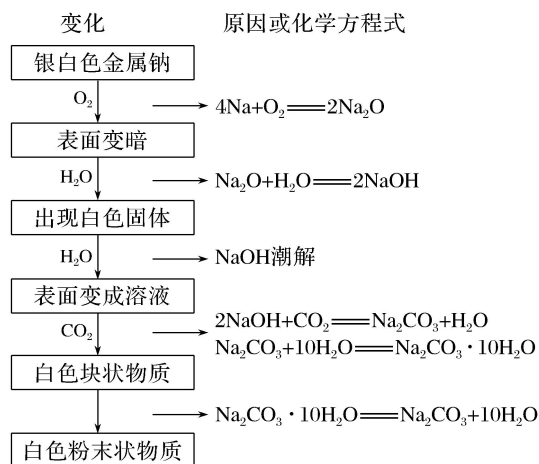 变化 原因或化学方程式
银白色金属钠
O₂ 4Na+O₂══2Na₂O
表面变暗
H₂O Na₂O+H₂O══2NaOH
出现白色固体
H₂O NaOH潮解
表面变成溶液
CO₂ 2NaOH+CO₂══Na₂CO₃+H₂O
Na₂CO₃+10H₂O══Na₂CO₃·10H₂O
白色块状物质
Na₂CO₃·10H₂O══Na₂CO₃+10H₂O
白色粉末状物质